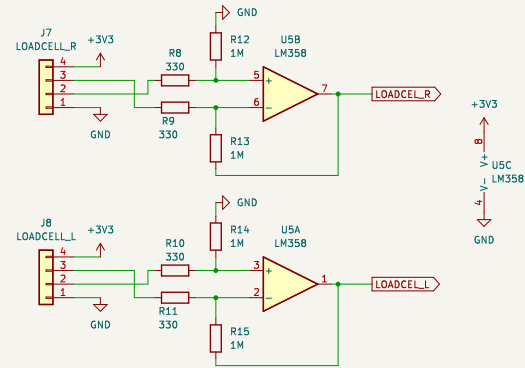 J7
LOADCELL_R
+3V3
4
3
2
1
GND
R8
330
R9
330
GND
R12
1M
R13
1M
U5B
LM358
5
+
6
-
7
LOADCEL_R
+3V3
8
V+
V-
4
U5C
LM358
GND
J8
LOADCELL_L
+3V3
4
3
2
1
GND
R10
330
R11
330
GND
R14
1M
R15
1M
U5A
LM358
3
+
2
-
1
LOADCEL_L